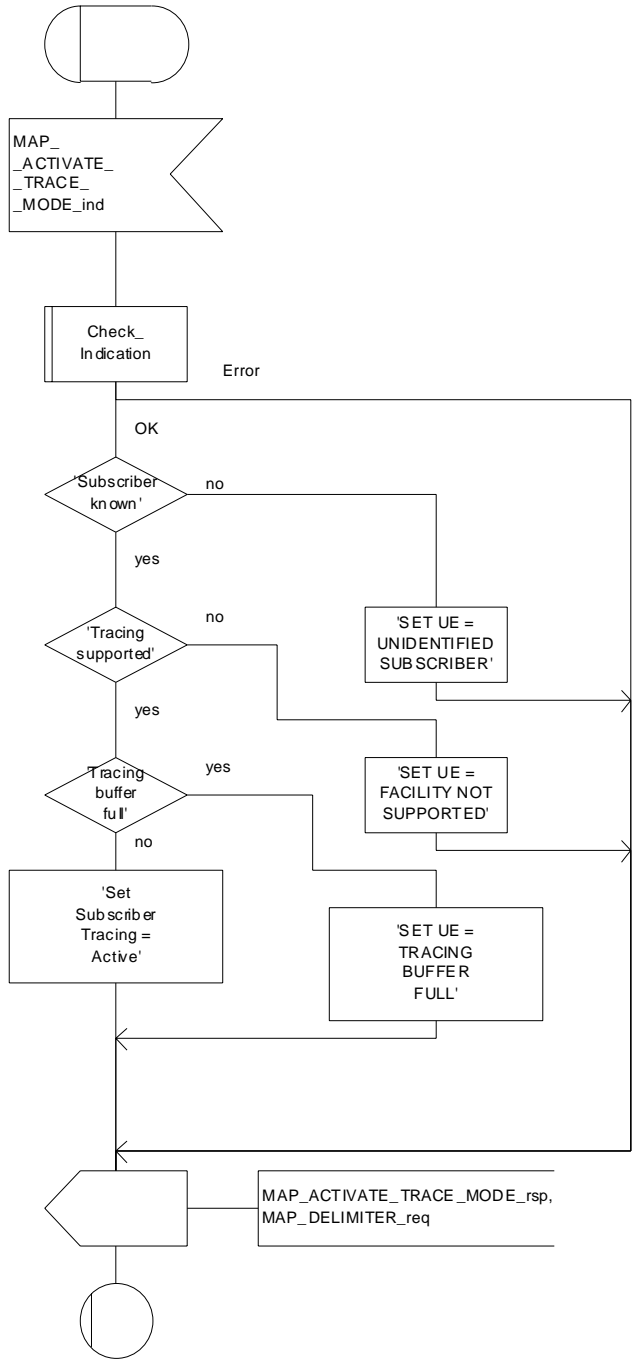 MAP_
_ACTIVATE_
_TRACE_
_MODE_ind
Check_
Indication
Error
OK
'Subscriber
known'
no
yes
'Tracing
supported'
no
'SET UE =
UNIDENTIFIED
SUBSCRIBER'
yes
'Tracing
buffer
full'
yes
'SET UE =
FACILITY NOT
SUPPORTED'
no
'Set
Subscriber
Tracing =
Active'
'SET UE =
TRACING
BUFFER
FULL'
MAP_ACTIVATE_TRACE_MODE_rsp,
MAP_DELIMITER_req